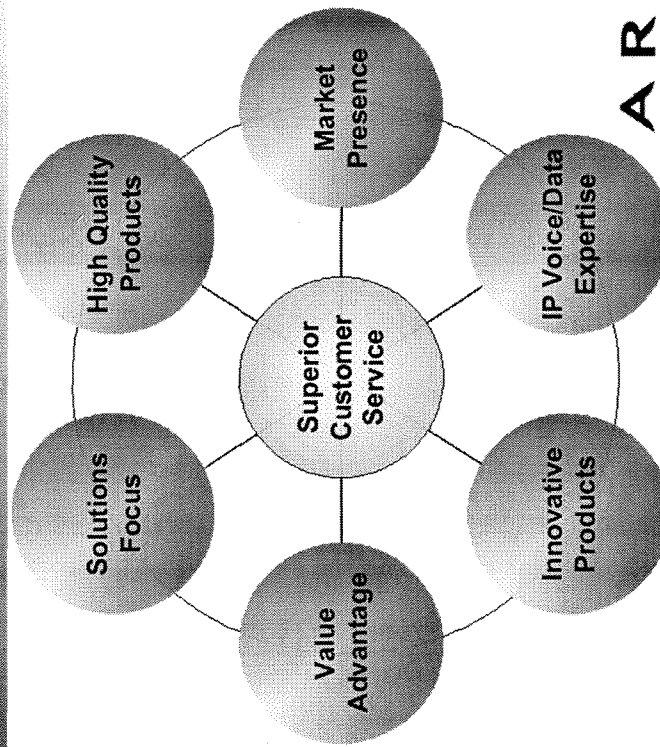 Solutions
Focus
High Quality
Products
Value
Advantage
Superior
Customer
Service
Market
Presence
Innovative
Products
IP Voice/Data
Expertise
A R